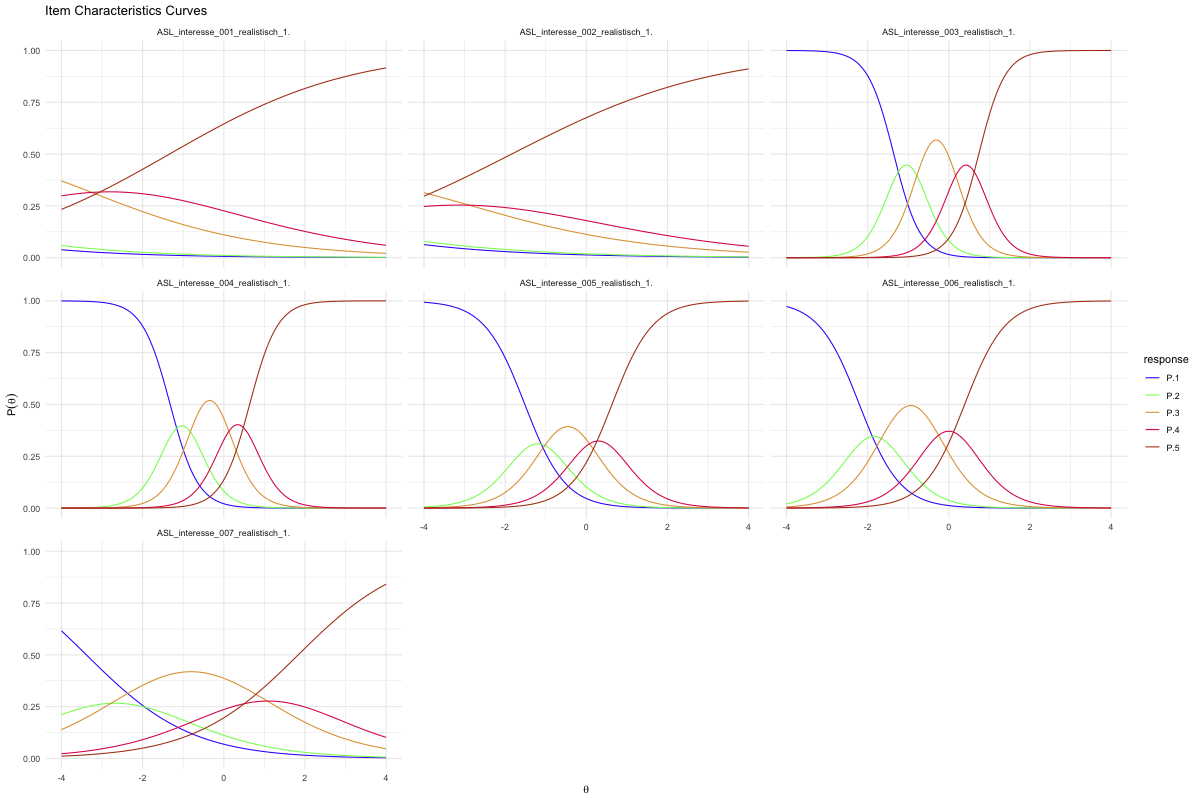 Item Characteristics Curves
ASL_interesse_001_realistisch_1.
ASL_interesse_002_realistisch_1.
ASL_interesse_003_realistisch_1.
1.00
0.75
0.50
0.25
0.00
ASL_interesse_004_realistisch_1.
ASL_interesse_005_realistisch_1.
ASL_interesse_006_realistisch_1.
1.00
0.75
0.50
0.25
0.00
-4 -2 0 2 4
-4 -2 0 2 4
ASL_interesse_007_realistisch_1.
1.00
0.75
0.50
0.25
0.00
-4 -2 0 2 4
P(θ)
θ
response
P.1
P.2
P.3
P.4
P.5